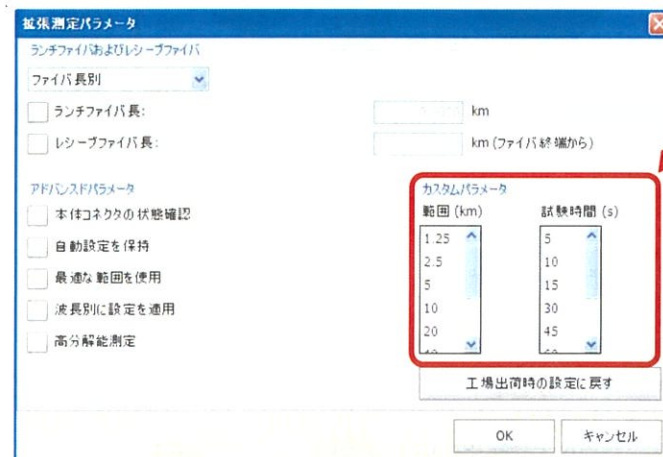 拡張測定パラメータ
ランチファイバおよびレシーブファイバ
ファイバ長別
ランチファイバ長: km
レシーブファイバ長: km (ファイバ終端から)
アドバンスドパラメータ
本体コネクタの状態確認
自動設定を保持
最適な範囲を使用
波長別に設定を適用
高分解能測定
カスタムパラメータ
範囲 (km) 試験時間 (s)
1.25 5
2.5 10
5 15
10 30
20 45
工場出荷時の設定に戻す
OK キャンセル